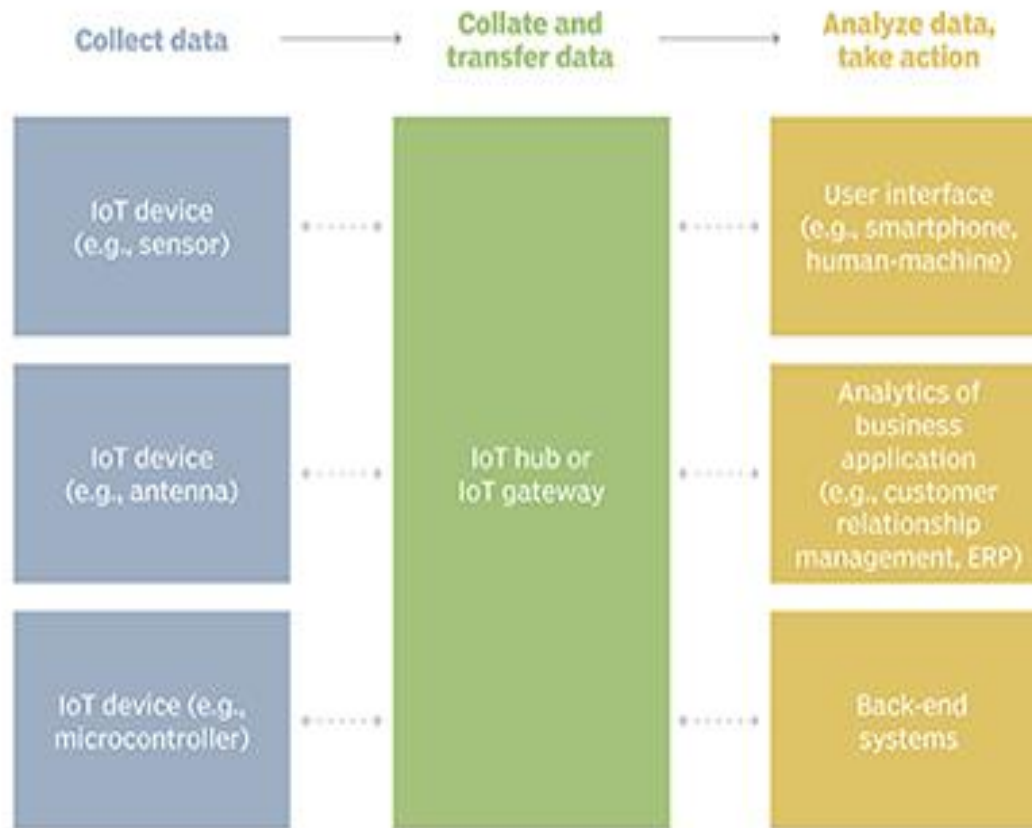 Collect data
Collate and
transfer data
Analyze data,
take action
IoT device
(e.g., sensor)
User interface
(e.g., smartphone,
human-machine)
IoT device
(e.g., antenna)
IoT hub or
IoT gateway
Analytics of
business
application
(e.g., customer
relationship
management, ERP)
IoT device (e.g.,
microcontroller)
Back-end
systems